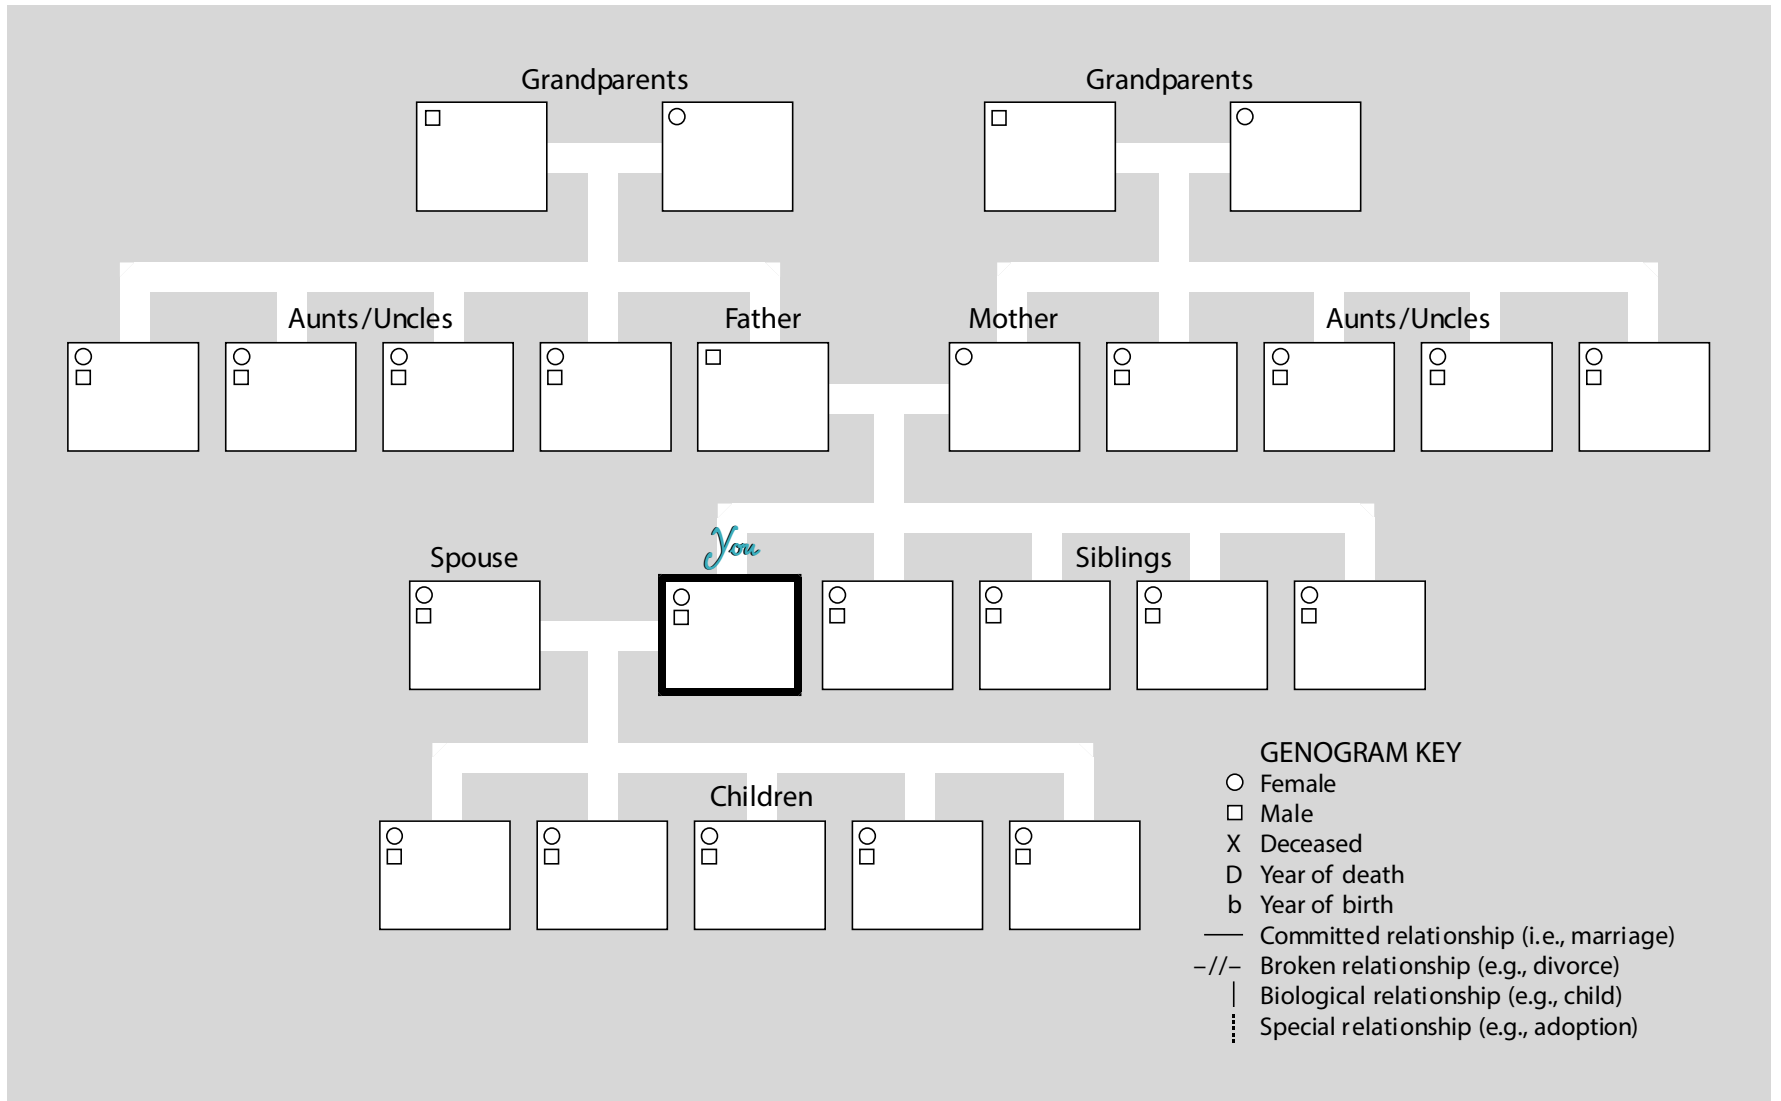 Grandparents
Grandparents
Aunts/Uncles
Father
Mother
Aunts/Uncles
Spouse
You
Siblings
Children
GENOGRAM KEY
Female
Male
X Deceased
D Year of death
b Year of birth
Committed relationship (i.e., marriage)
–//– Broken relationship (e.g., divorce)
Biological relationship (e.g., child)
Special relationship (e.g., adoption)